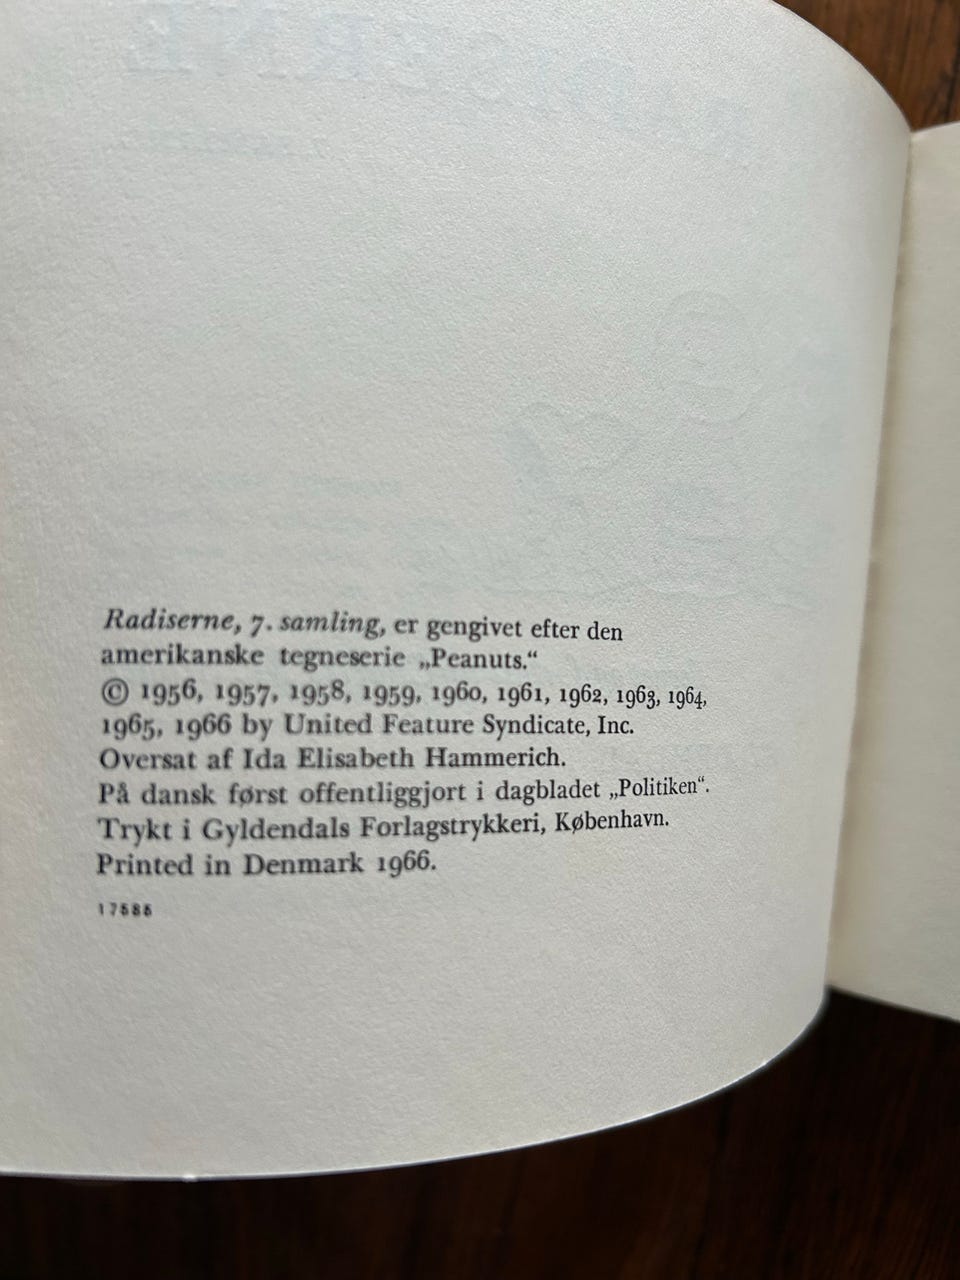 Radiserne, 7. samling, er gengivet efter den
amerikanske tegneserie „Peanuts.“
© 1956, 1957, 1958, 1959, 1960, 1961, 1962, 1963, 1964,
1965, 1966 by United Feature Syndicate, Inc.
Oversat af Ida Elisabeth Hammerich.
På dansk først offentliggjort i dagbladet „Politiken“.
Trykt i Gyldendals Forlagstrykkeri, København.
Printed in Denmark 1966.